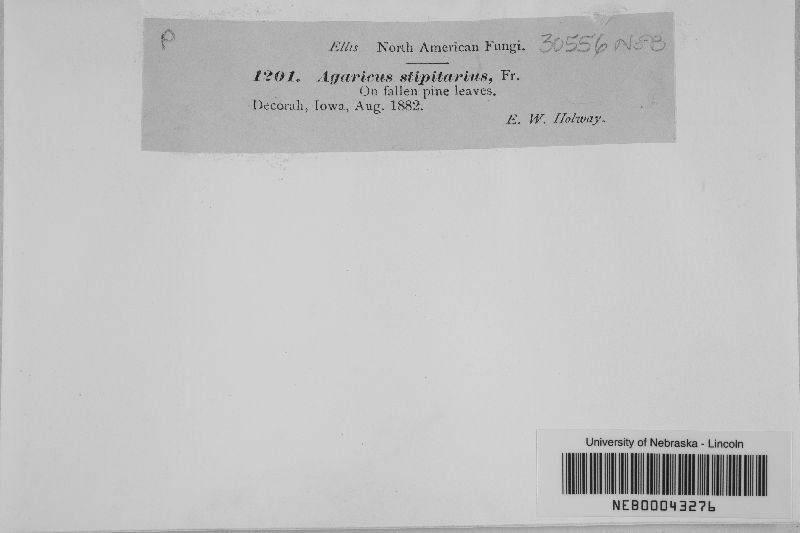 P
Ellis North American Fungi. 30556 NEB
1201. Agaricus stipitarius, Fr.
On fallen pine leaves.
Decorah, Iowa, Aug. 1882.
E. W. Holway.
University of Nebraska - Lincoln
NEB00043276